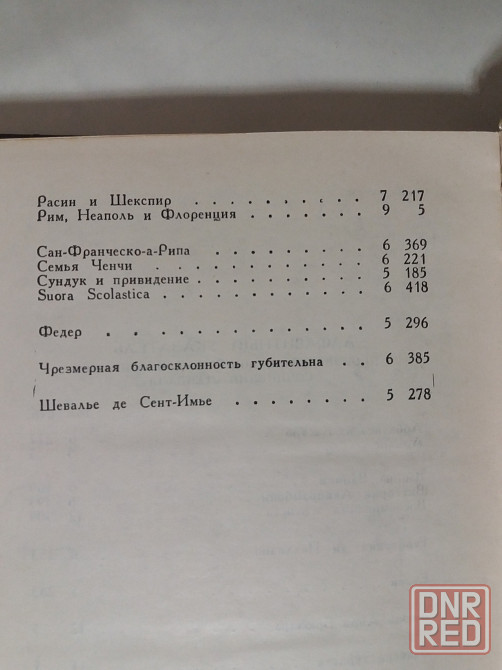 Расин и Шекспир . . . . . . . . . . 7 217
Рим, Неаполь и Флоренция . . . . . . . 9 5
Сан-Франческо-а-Рипа . . . . . . . . . 6 369
Семья Ченчи . . . . . . . . . . . 6 221
Сундук и привидение . . . . . . . . . 5 185
Suora Scolastica . . . . . . . . . . . 6 418
Федер . . . . . . . . . . . . . 5 296
Чрезмерная благосклонность губительна . . 6 385
Шевалье де Сент-Имье . . . . . . . . 5 278
DNR
RED